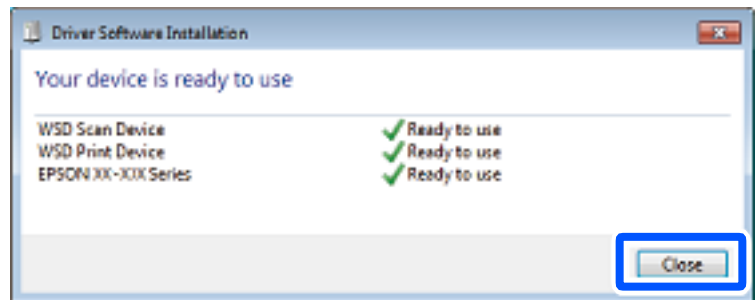 Driver Software Installation
Your device is ready to use
WSD Scan Device Ready to use
WSD Print Device Ready to use
EPSON XX-XXX Series Ready to use
Close